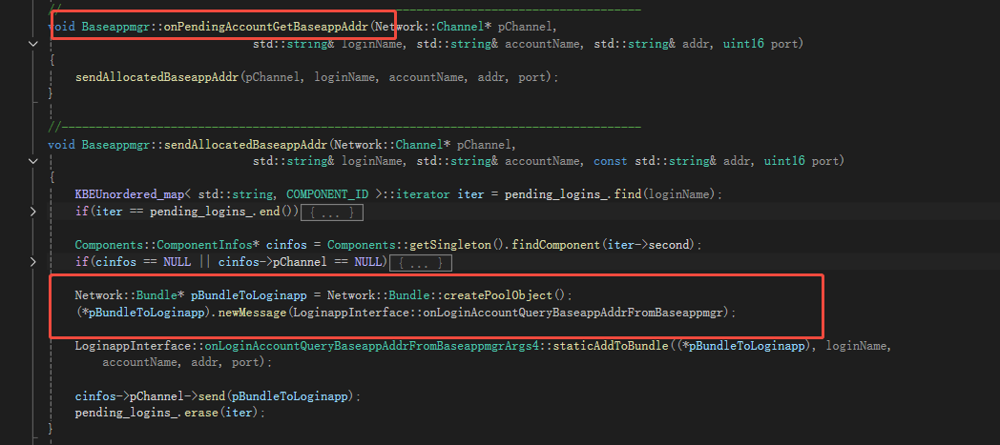 //-------------------------------------------------------------------------------------
void Baseappmgr::onPendingAccountGetBaseappAddr(Network::Channel* pChannel,
std::string& loginName, std::string& accountName, std::string& addr, uint16 port)
{
sendAllocatedBaseappAddr(pChannel, loginName, accountName, addr, port);
}
//-------------------------------------------------------------------------------------
void Baseappmgr::sendAllocatedBaseappAddr(Network::Channel* pChannel,
std::string& loginName, std::string& accountName, const std::string& addr, uint16 port)
{
KBEUnordered_map< std::string, COMPONENT_ID >::iterator iter = pending_logins_.find(loginName);
if(iter == pending_logins_.end()){ ... }
Components::ComponentInfos* cinfos = Components::getSingleton().findComponent(iter->second);
if(cinfos == NULL || cinfos->pChannel == NULL){ ... }
Network::Bundle* pBundleToLoginapp = Network::Bundle::createPoolObject();
(*pBundleToLoginapp).newMessage(LoginappInterface::onLoginAccountQueryBaseappAddrFromBaseappmgr);
LoginappInterface::onLoginAccountQueryBaseappAddrFromBaseappmgrArgs4::staticAddToBundle((*pBundleToLoginapp), loginName,
accountName, addr, port);
cinfos->pChannel->send(pBundleToLoginapp);
pending_logins_.erase(iter);
}